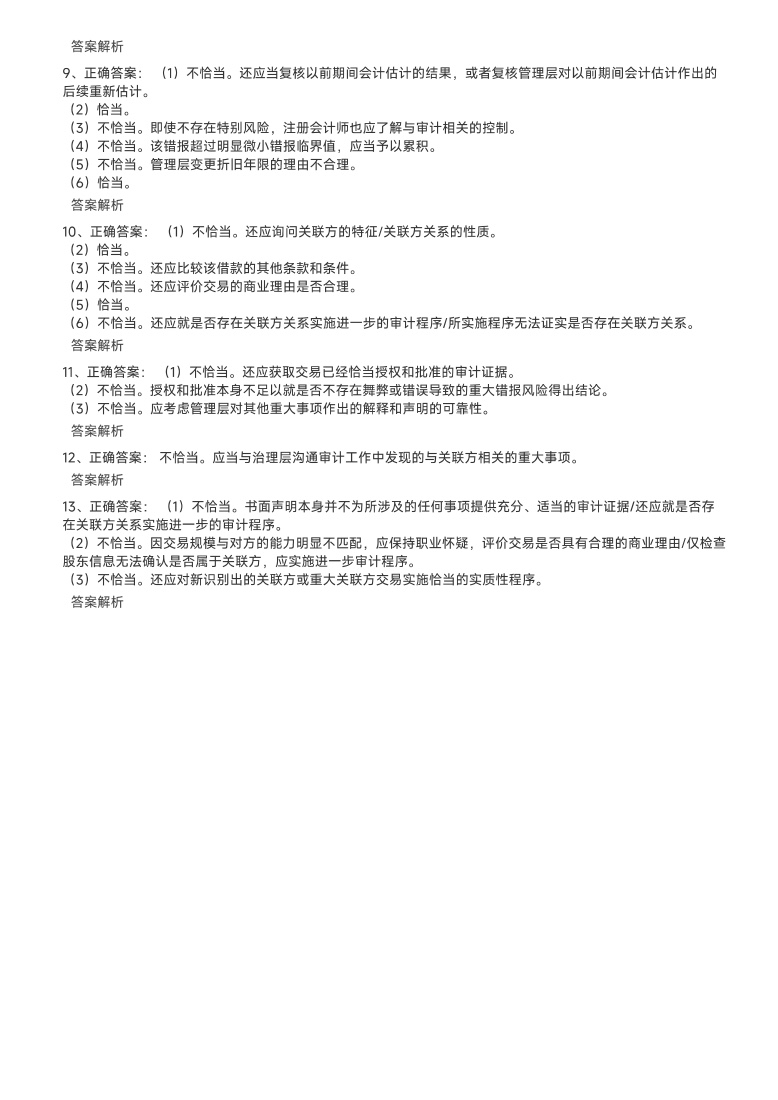 答案解析
9、正确答案： （1）不恰当。还应当复核以前期间会计估计的结果，或者复核管理层对以前期间会计估计作出的
后续重新估计。
（2）恰当。
（3）不恰当。即使不存在特别风险，注册会计师也应了解与审计相关的控制。
（4）不恰当。该错报超过明显微小错报临界值，应当予以累积。
（5）不恰当。管理层变更折旧年限的理由不合理。
（6）恰当。
答案解析
10、正确答案： （1）不恰当。还应询问关联方的特征/关联方关系的性质。
（2）恰当。
（3）不恰当。还应比较该借款的其他条款和条件。
（4）不恰当。还应评价交易的商业理由是否合理。
（5）恰当。
（6）不恰当。还应就是否存在关联方关系实施进一步的审计程序/所实施程序无法证实是否存在关联方关系。
答案解析
11、正确答案： （1）不恰当。还应获取交易已经恰当授权和批准的审计证据。
（2）不恰当。授权和批准本身不足以就是否不存在舞弊或错误导致的重大错报风险得出结论。
（3）不恰当。应考虑管理层对其他重大事项作出的解释和声明的可靠性。
答案解析
12、正确答案： 不恰当。应当与治理层沟通审计工作中发现的与关联方相关的重大事项。
答案解析
13、正确答案： （1）不恰当。书面声明本身并不为所涉及的任何事项提供充分、适当的审计证据/还应就是否存
在关联方关系实施进一步的审计程序。
（2）不恰当。因交易规模与对方的能力明显不匹配，应保持职业怀疑，评价交易是否具有合理的商业理由/仅检查
股东信息无法确认是否属于关联方，应实施进一步审计程序。
（3）不恰当。还应对新识别出的关联方或重大关联方交易实施恰当的实质性程序。
答案解析